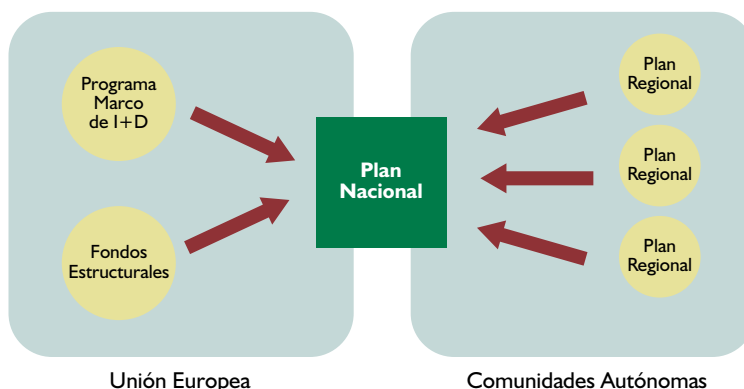 Programa
Marco
de I+D
Fondos
Estructurales
Plan
Nacional
Plan
Regional
Plan
Regional
Plan
Regional
Unión Europea
Comunidades Autónomas